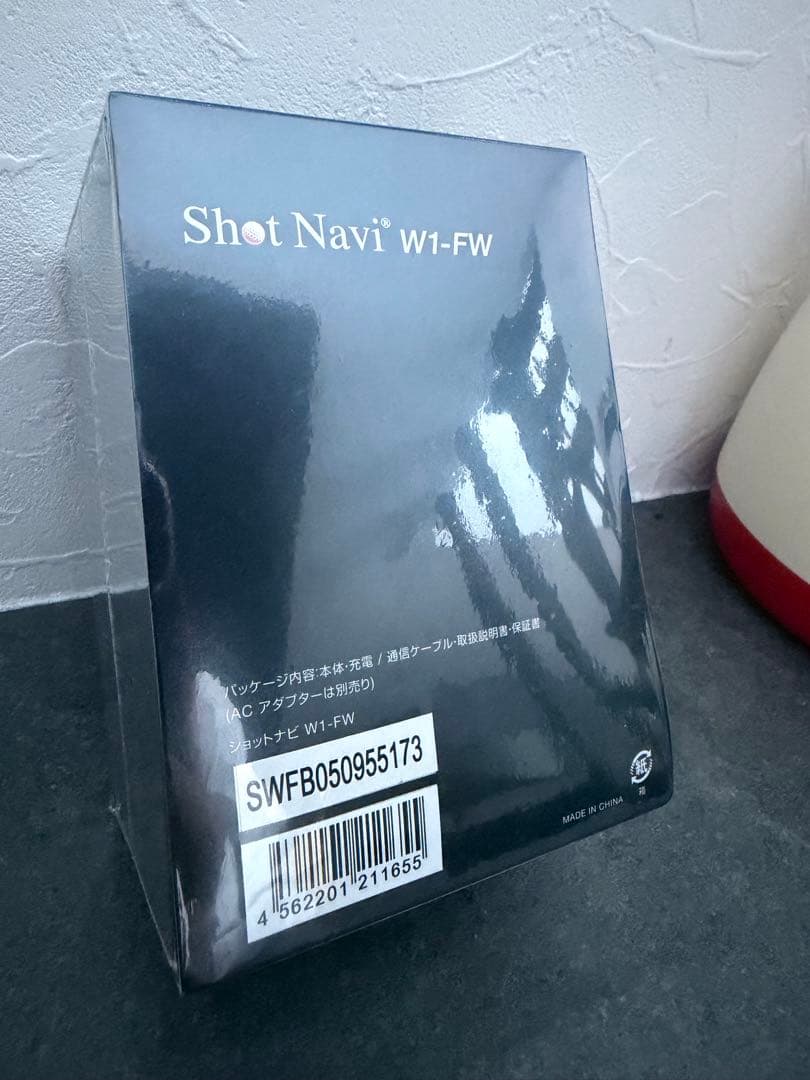 Shot Navi® W1-FW
パッケージ内容:本体・充電 / 通信ケーブル・取扱説明書・保証書
(AC アダプターは別売り)
ショットナビ W1-FW
SWFB050955173
4 562201 211655
紙
箱
MADE IN CHINA